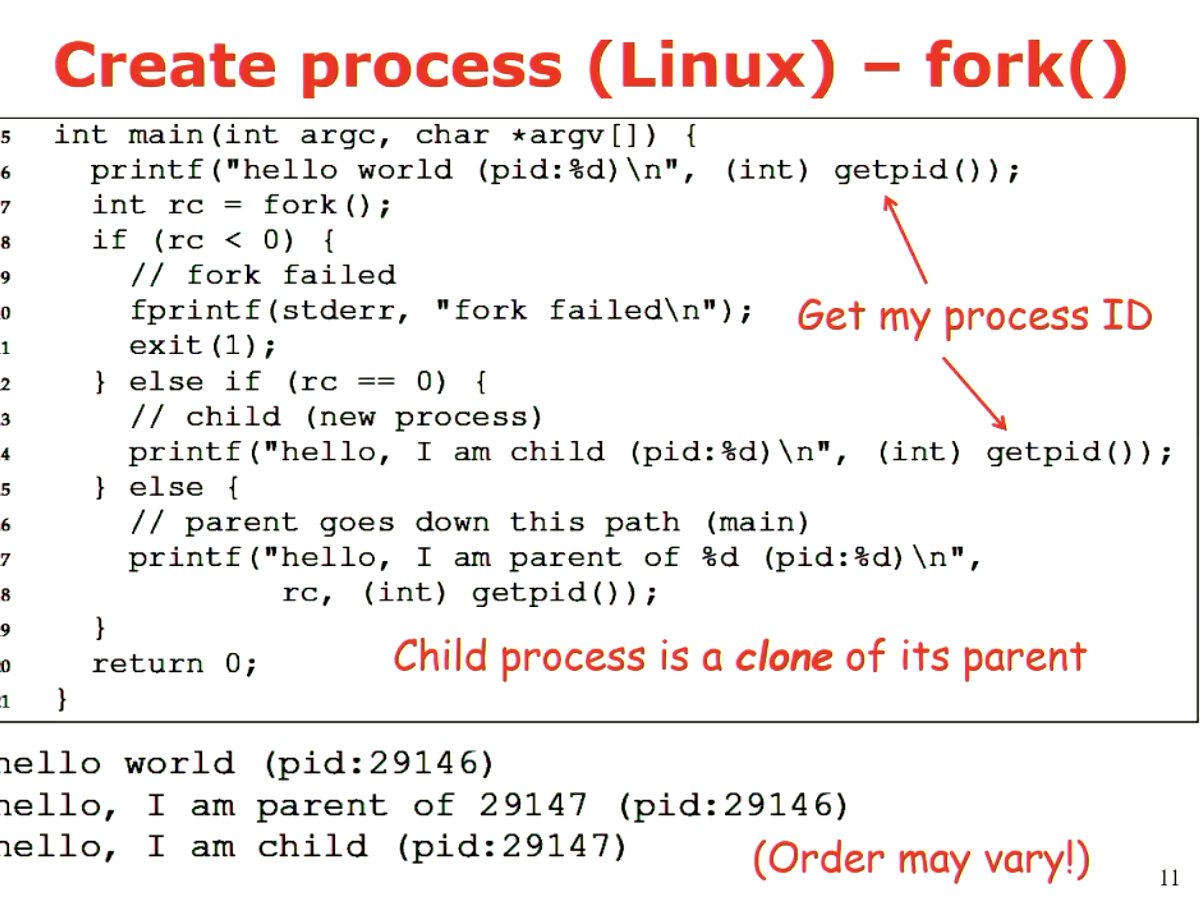 Create process (Linux) – fork()
5 int main(int argc, char *argv[]) {
6 printf("hello world (pid:%d)\n", (int) getpid());
7 int rc = fork();
8 if (rc < 0) {
9 // fork failed
0 fprintf(stderr, "fork failed\n");
Get my process ID
1 exit(1);
2 } else if (rc == 0) {
3 // child (new process)
4 printf("hello, I am child (pid:%d)\n", (int) getpid());
5 } else {
6 // parent goes down this path (main)
7 printf("hello, I am parent of %d (pid:%d)\n",
8 rc, (int) getpid());
9 }
0 return 0;
Child process is a clone of its parent
1 }
hello world (pid:29146)
hello, I am parent of 29147 (pid:29146)
hello, I am child (pid:29147)
(Order may vary!)
11